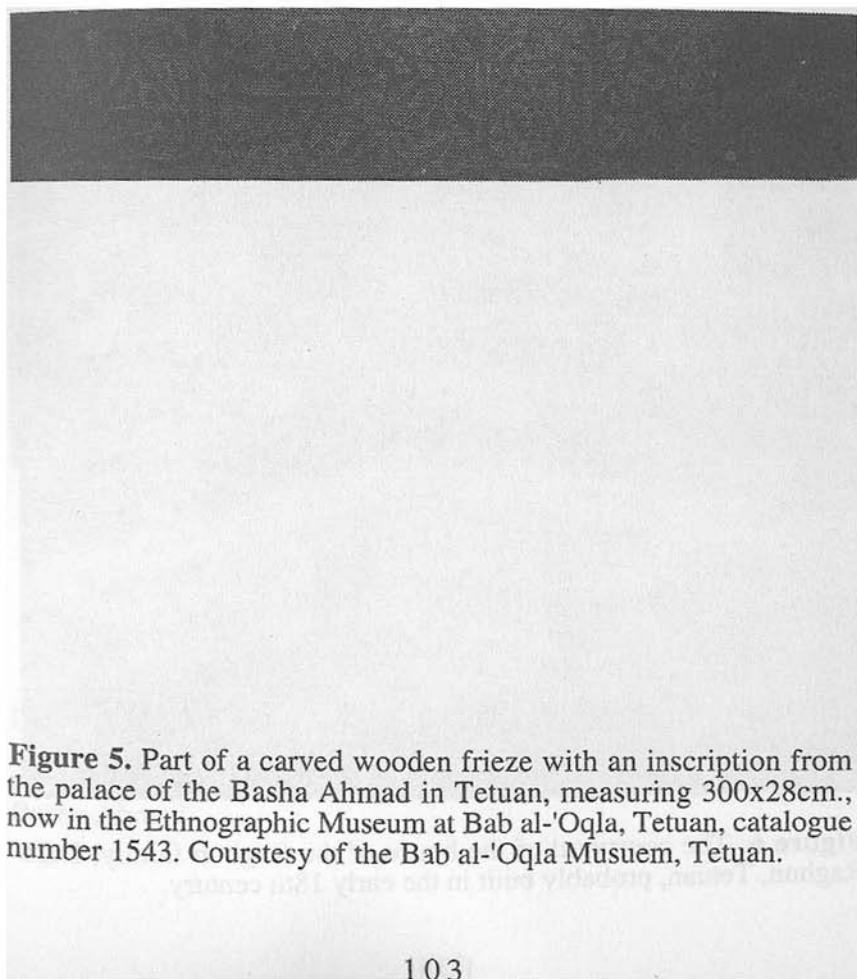 Figure 5. Part of a carved wooden frieze with an inscription from
the palace of the Basha Ahmad in Tetuan, measuring 300x28cm.,
now in the Ethnographic Museum at Bab al-'Oqla, Tetuan, catalogue
number 1543. Courstesy of the Bab al-'Oqla Musuem, Tetuan.
103